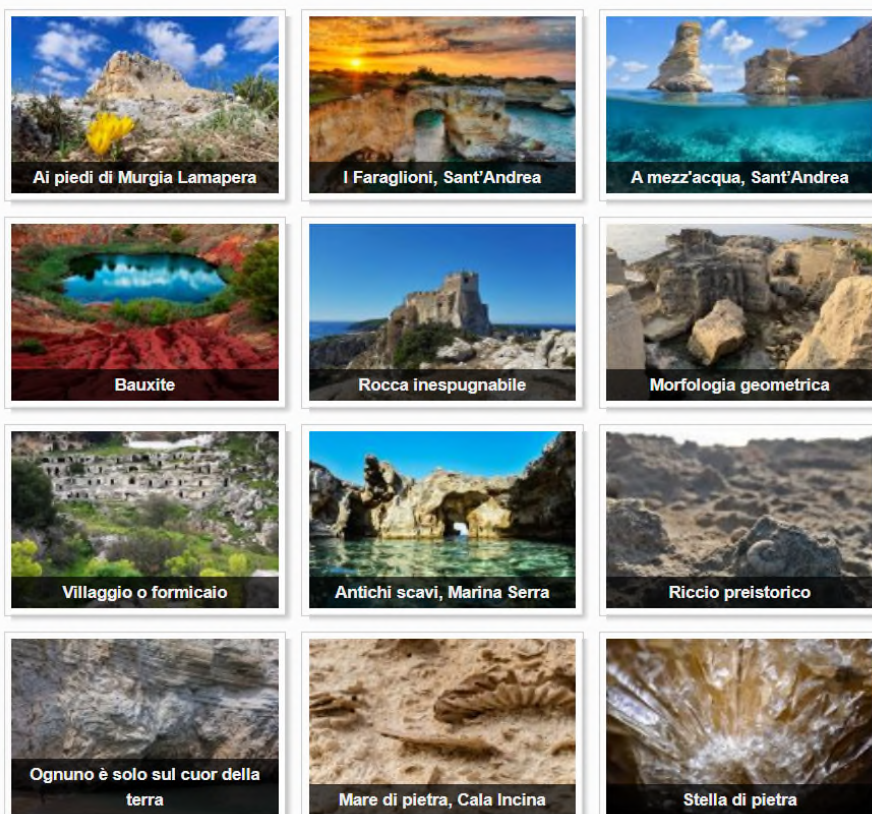 Ai piedi di Murgia Lamapera
I Faraglioni, Sant'Andrea
A mezz'acqua, Sant'Andrea
Bauxite
Rocca inespugnabile
Morfologia geometrica
Villaggio o formicaio
Antichi scavi, Marina Serra
Riccio preistorico
Ognuno è solo sul cuor della
terra
Mare di pietra, Cala Incina
Stella di pietra